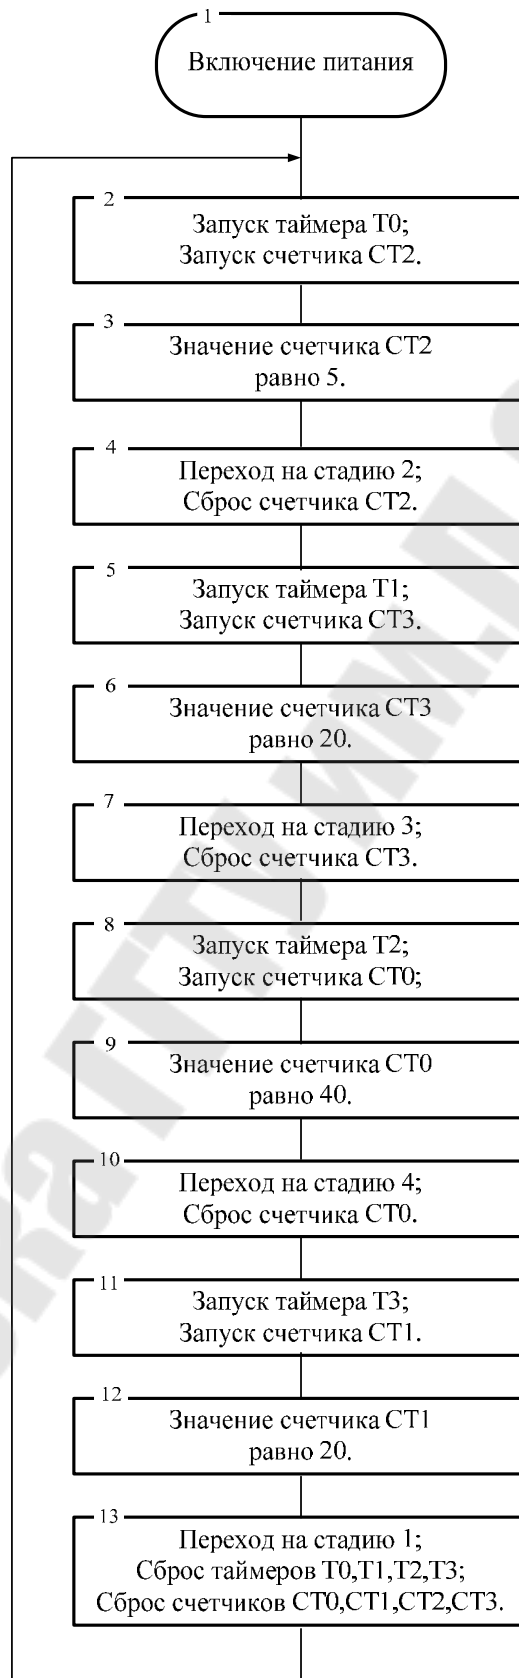 1
Включение питания
2
Запуск таймера T0;
Запуск счетчика CT2.
3
Значение счетчика CT2
равно 5.
4
Переход на стадию 2;
Сброс счетчика CT2.
5
Запуск таймера T1;
Запуск счетчика CT3.
6
Значение счетчика CT3
равно 20.
7
Переход на стадию 3;
Сброс счетчика CT3.
8
Запуск таймера T2;
Запуск счетчика CT0;
9
Значение счетчика CT0
равно 40.
10
Переход на стадию 4;
Сброс счетчика CT0.
11
Запуск таймера T3;
Запуск счетчика CT1.
12
Значение счетчика CT1
равно 20.
13
Переход на стадию 1;
Сброс таймеров T0,T1,T2,T3;
Сброс счетчиков CT0,CT1,CT2,CT3.
ГГТУ им.П.